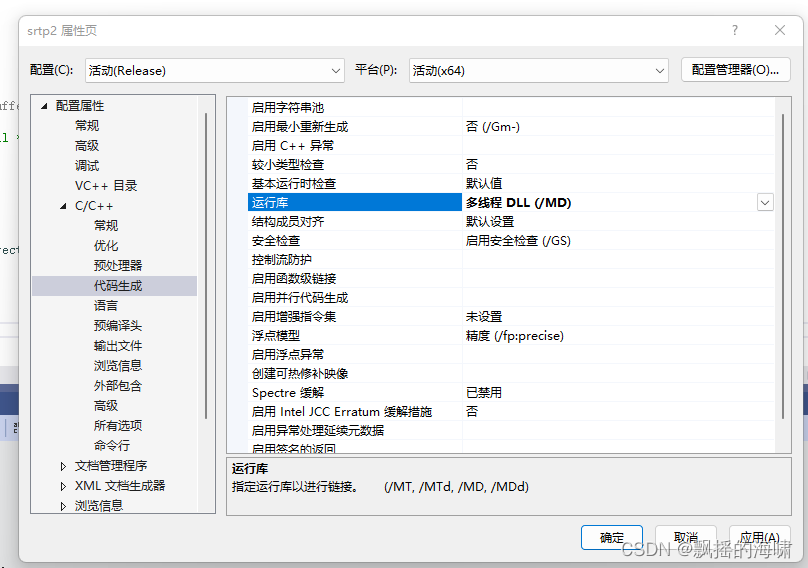 srtp2 属性页
配置(C): 活动(Release) 平台(P): 活动(x64) 配置管理器(O)...
配置属性
常规
高级
调试
VC++ 目录
C/C++
常规
优化
预处理器
代码生成
语言
预编译头
输出文件
浏览信息
外部包含
高级
所有选项
命令行
文档管理程序
XML 文档生成器
浏览信息
启用字符串池
启用最小重新生成 否 (/Gm-)
启用 C++ 异常
较小类型检查 否
基本运行时检查 默认值
运行库 多线程 DLL (/MD)
结构成员对齐 默认设置
安全检查 启用安全检查 (/GS)
控制流防护
启用函数级链接
启用并行代码生成
启用增强指令集 未设置
浮点模型 精度 (/fp:precise)
启用浮点异常
创建可热修补映像
Spectre 缓解 已禁用
启用 Intel JCC Erratum 缓解措施 否
启用异常处理延续元数据
启用签名的返回
运行库
指定运行库以进行链接。 (/MT, /MTd, /MD, /MDd)
确定 取消 应用(A)
CSDN @飘摇的海啸